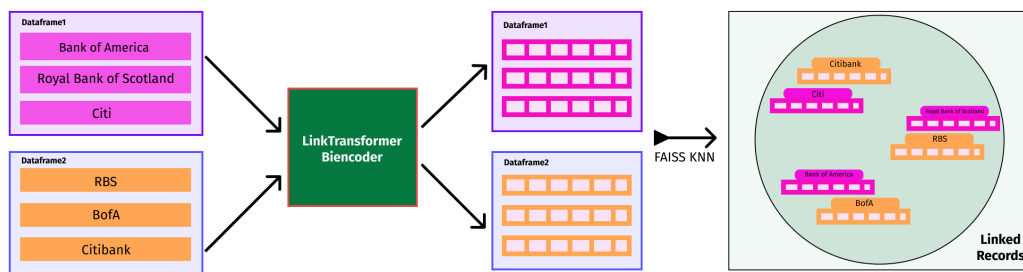 Dataframe1
Bank of America
Royal Bank of Scotland
Citi
Dataframe2
RBS
BofA
Citibank
LinkTransformer
Biencoder
Dataframe1
Dataframe2
FAISS KNN
Citibank
Citi
Royal Bank of Scotland
RBS
Bank of America
BofA
Linked
Records